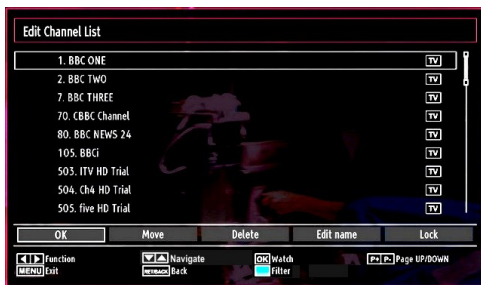 Edit Channel List
1. BBC ONE TV
2. BBC TWO TV
7. BBC THREE TV
70. CBBC Channel TV
80. BBC NEWS 24 TV
105. BBCi TV
503. ITV HD Trial TV
504. Ch4 HD Trial TV
505. five HD Trial TV
OK Move Delete Edit name Lock
Function Navigate OK Watch P+ P- Page UP/DOWN
MENU Exit RET/BACK Back Filter